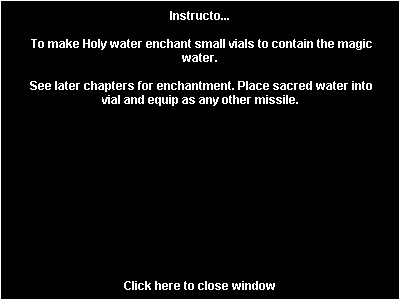 Instructo...
To make Holy water enchant small vials to contain the magic
water.
See later chapters for enchantment. Place sacred water into
vial and equip as any other missile.
Click here to close window